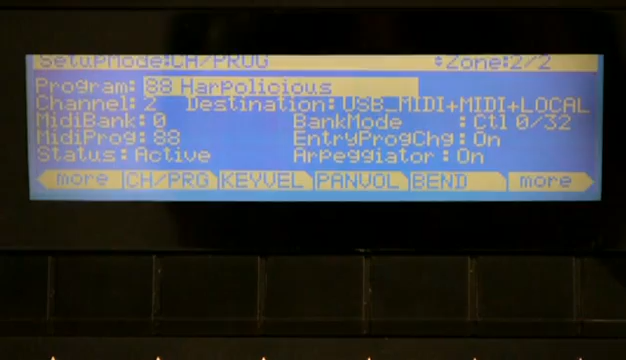 SetupMode:CH/PROG ⬍Zone:2/2
Program: 88 Harpolicious
Channel: 2 Destination: USB_MIDI+MIDI+LOCAL
MidiBank: 0 BankMode : Ctl 0/32
MidiProg: 88 EntryProgChg: On
Status: Active Arpeggiator: On
more CH/PRG KEYVEL PANVOL BEND more